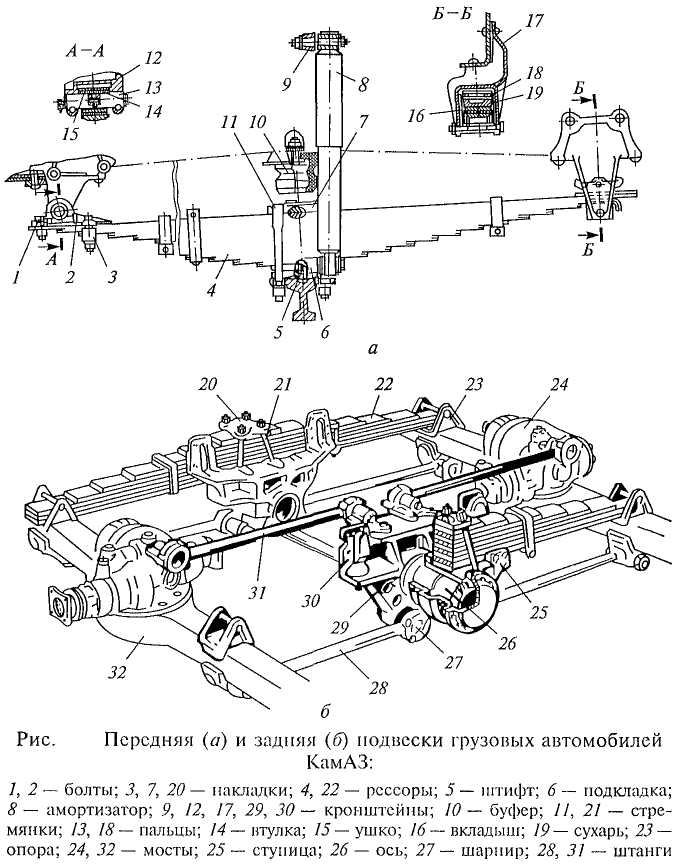 А–А
12
13
14
15
9
8
Б–Б
17
18
19
16
Б
11
10
7
А
Б
1
2
3
4
5
6
а
20
21
22
23
24
31
30
25
29
26
32
27
28
б
Рис. Передняя (а) и задняя (б) подвески грузовых автомобилей
КамАЗ:
1, 2 — болты; 3, 7, 20 — накладки; 4, 22 — рессоры; 5 — штифт; 6 — подкладка;
8 — амортизатор; 9, 12, 17, 29, 30 — кронштейны; 10 — буфер; 11, 21 — стре-
мянки; 13, 18 — пальцы; 14 — втулка; 15 — ушко; 16 — вкладыш; 19 — сухарь; 23 —
опора; 24, 32 — мосты; 25 — ступица; 26 — ось; 27 — шарнир; 28, 31 — штанги